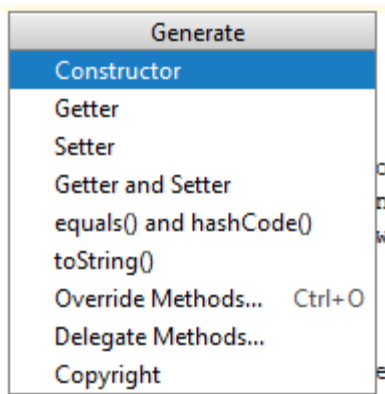 Generate
Constructor
Getter
Setter
Getter and Setter
equals() and hashCode()
toString()
Override Methods... Ctrl+O
Delegate Methods...
Copyright